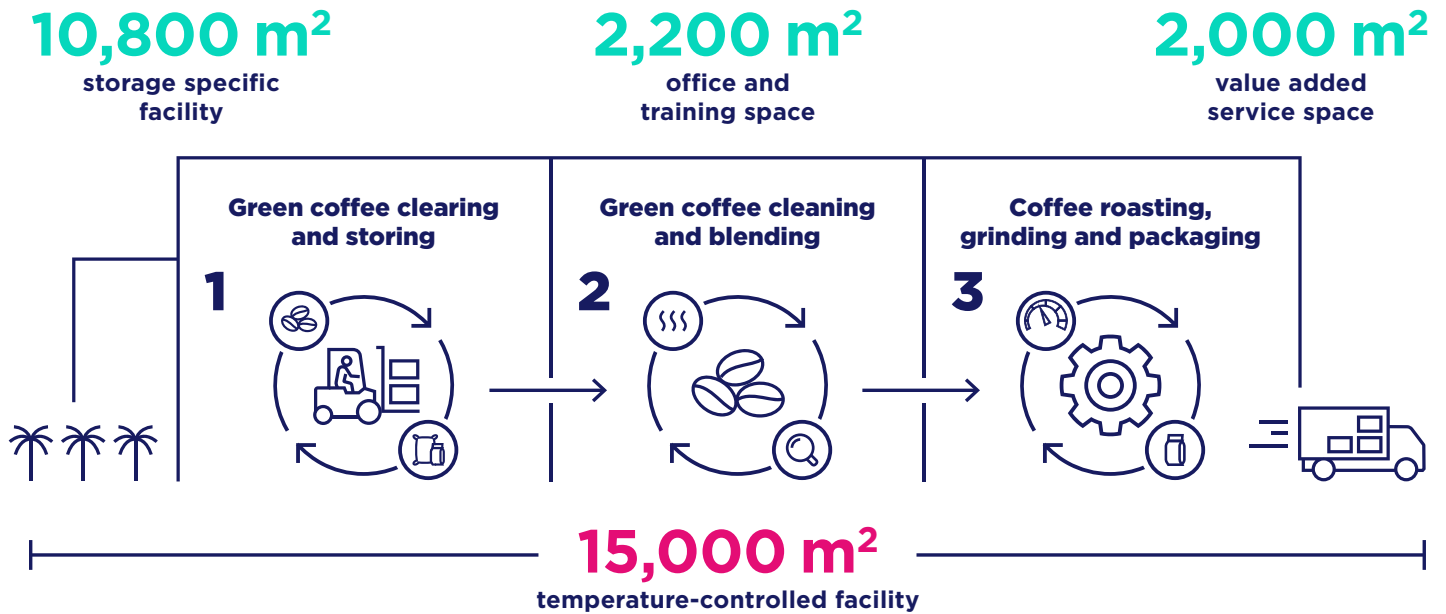 10,800 m²
storage specific
facility
2,200 m²
office and
training space
2,000 m²
value added
service space
Green coffee clearing
and storing
1
Green coffee cleaning
and blending
2
Coffee roasting,
grinding and packaging
3
15,000 m²
temperature-controlled facility